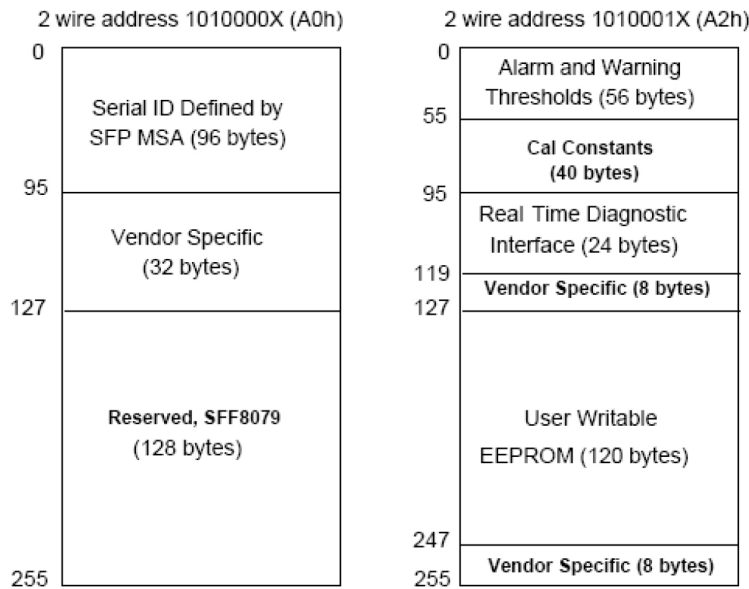 2 wire address 1010000X (A0h)
0
Serial ID Defined by
SFP MSA (96 bytes)
95
Vendor Specific
(32 bytes)
127
Reserved, SFF8079
(128 bytes)
255
2 wire address 1010001X (A2h)
0
Alarm and Warning
Thresholds (56 bytes)
55
Cal Constants
(40 bytes)
95
Real Time Diagnostic
Interface (24 bytes)
119
Vendor Specific (8 bytes)
127
User Writable
EEPROM (120 bytes)
247
Vendor Specific (8 bytes)
255